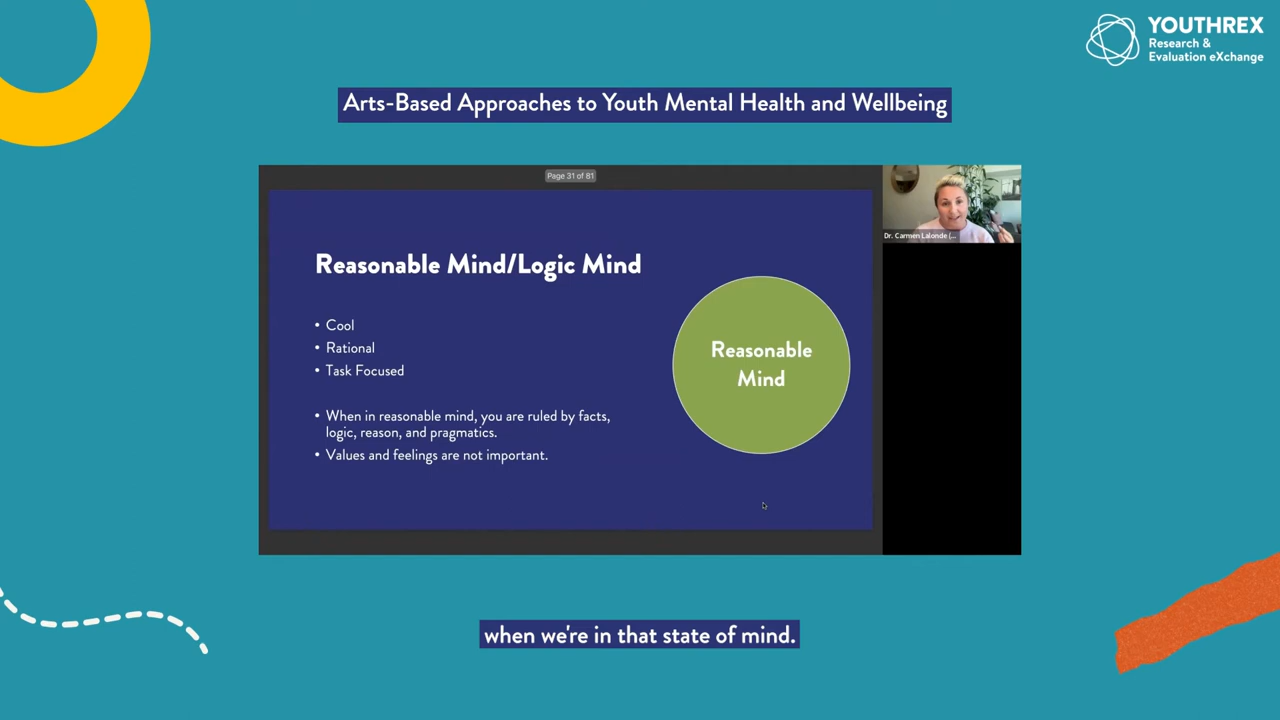 YOUTHREX
Research &
Evaluation eXchange
Arts-Based Approaches to Youth Mental Health and Wellbeing
Page 31 of 81
Reasonable Mind/Logic Mind
• Cool
• Rational
• Task Focused
• When in reasonable mind, you are ruled by facts,
logic, reason, and pragmatics.
• Values and feelings are not important.
Reasonable
Mind
Dr. Carmen Lalonde (...
when we're in that state of mind.